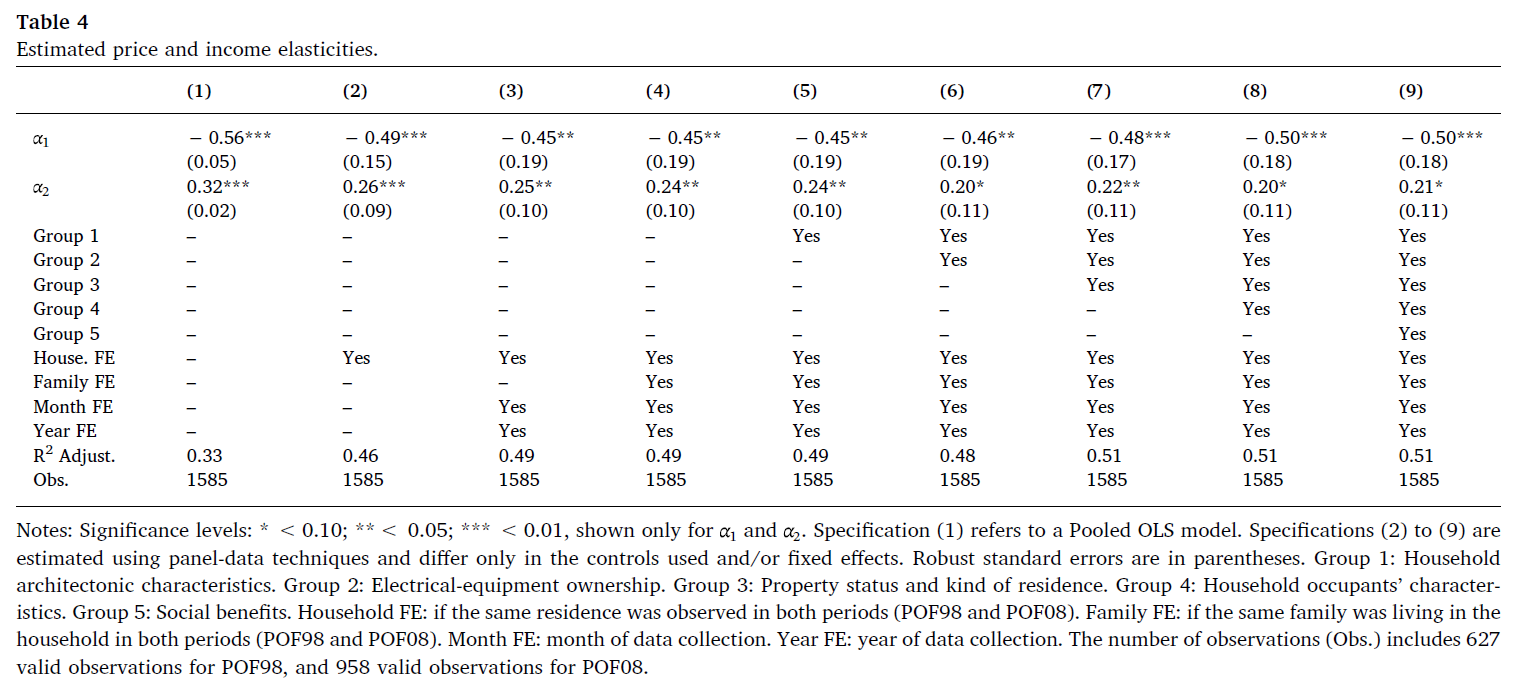 Table 4
Estimated price and income elasticities.
(1) (2) (3) (4) (5) (6) (7) (8) (9)
α1 − 0.56*** − 0.49*** − 0.45** − 0.45** − 0.45** − 0.46** − 0.48*** − 0.50*** − 0.50***
(0.05) (0.15) (0.19) (0.19) (0.19) (0.19) (0.17) (0.18) (0.18)
α2 0.32*** 0.26*** 0.25** 0.24** 0.24** 0.20* 0.22** 0.20* 0.21*
(0.02) (0.09) (0.10) (0.10) (0.10) (0.11) (0.11) (0.11) (0.11)
Group 1 – – – – Yes Yes Yes Yes Yes
Group 2 – – – – – Yes Yes Yes Yes
Group 3 – – – – – – Yes Yes Yes
Group 4 – – – – – – – Yes Yes
Group 5 – – – – – – – – Yes
House. FE – Yes Yes Yes Yes Yes Yes Yes Yes
Family FE – – – Yes Yes Yes Yes Yes Yes
Month FE – – Yes Yes Yes Yes Yes Yes Yes
Year FE – – Yes Yes Yes Yes Yes Yes Yes
R2 Adjust. 0.33 0.46 0.49 0.49 0.49 0.48 0.51 0.51 0.51
Obs. 1585 1585 1585 1585 1585 1585 1585 1585 1585
Notes: Significance levels: * < 0.10; ** < 0.05; *** < 0.01, shown only for α1 and α2. Specification (1) refers to a Pooled OLS model. Specifications (2) to (9) are
estimated using panel-data techniques and differ only in the controls used and/or fixed effects. Robust standard errors are in parentheses. Group 1: Household
architectonic characteristics. Group 2: Electrical-equipment ownership. Group 3: Property status and kind of residence. Group 4: Household occupants' character-
istics. Group 5: Social benefits. Household FE: if the same residence was observed in both periods (POF98 and POF08). Family FE: if the same family was living in the
household in both periods (POF98 and POF08). Month FE: month of data collection. Year FE: year of data collection. The number of observations (Obs.) includes 627
valid observations for POF98, and 958 valid observations for POF08.